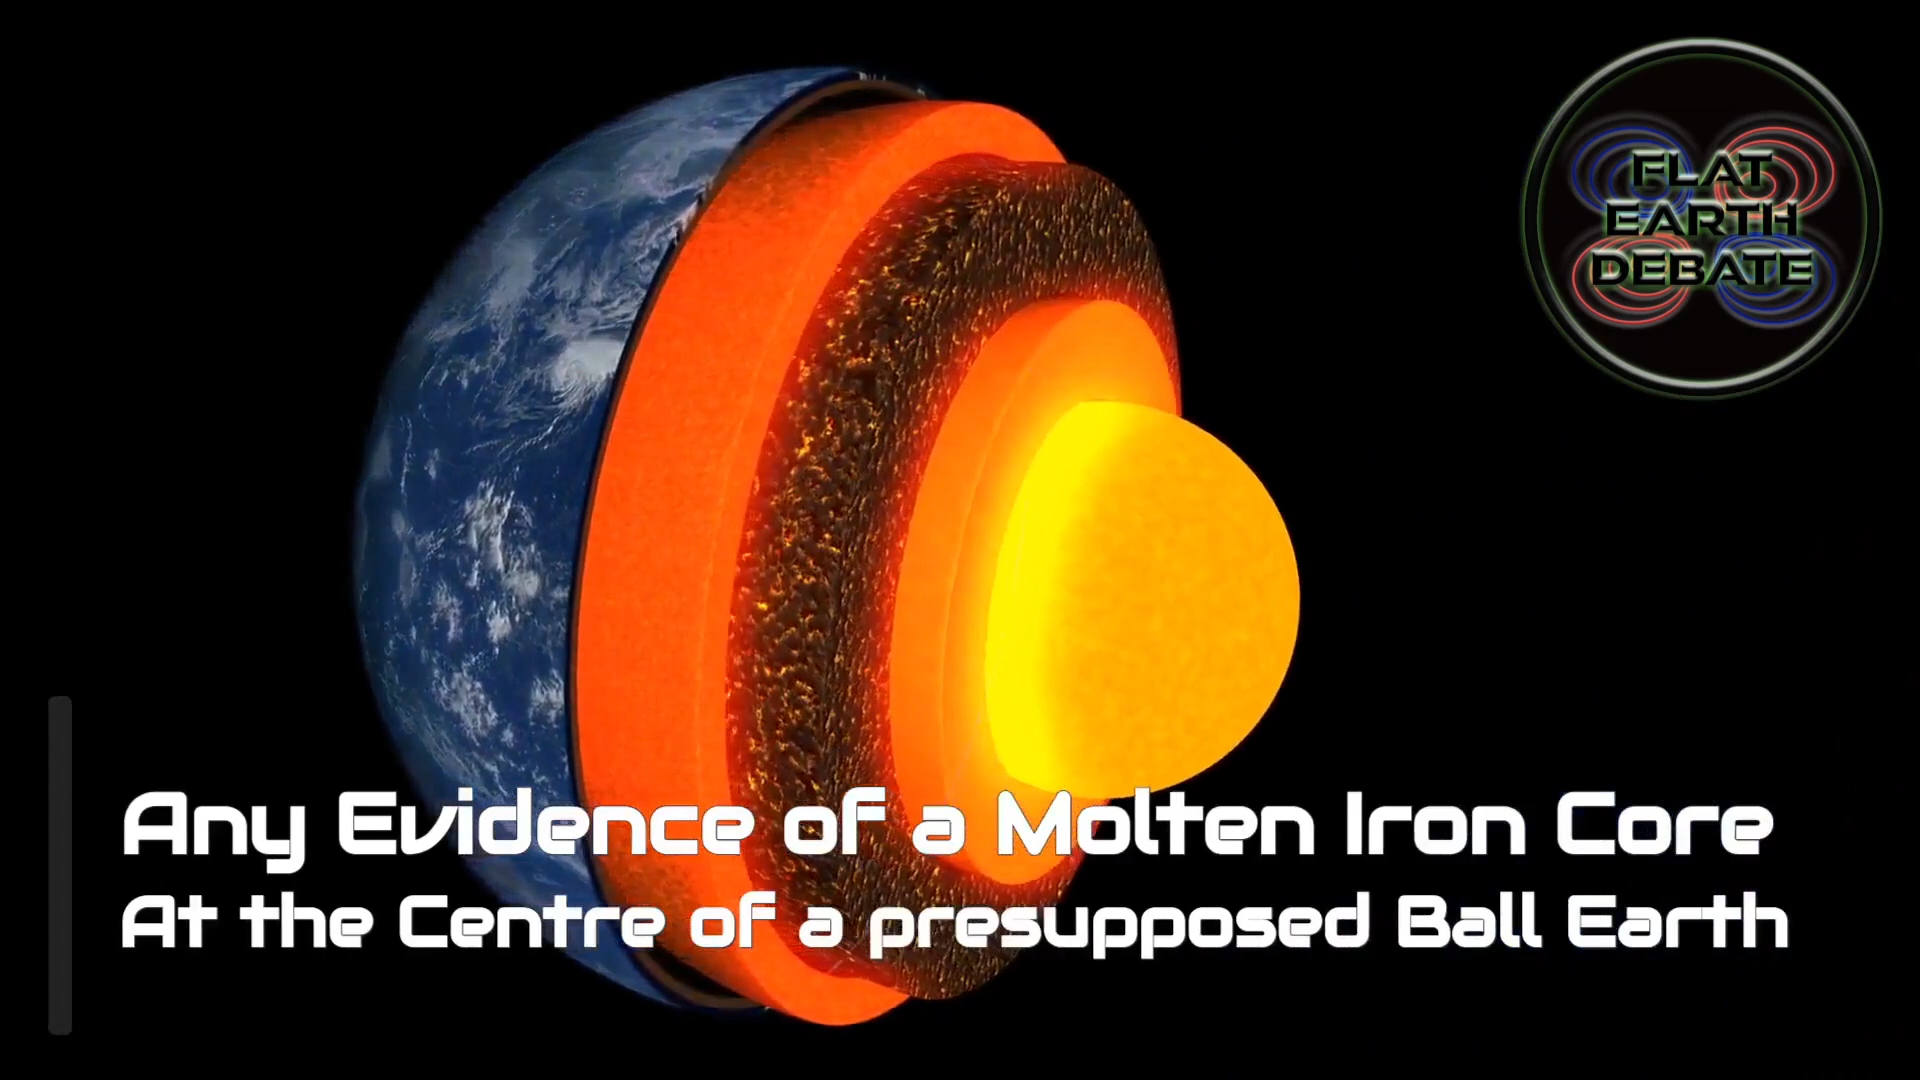 FLAT
EARTH
DEBATE
Any Evidence of a Molten Iron Core
At the Centre of a presupposed Ball Earth